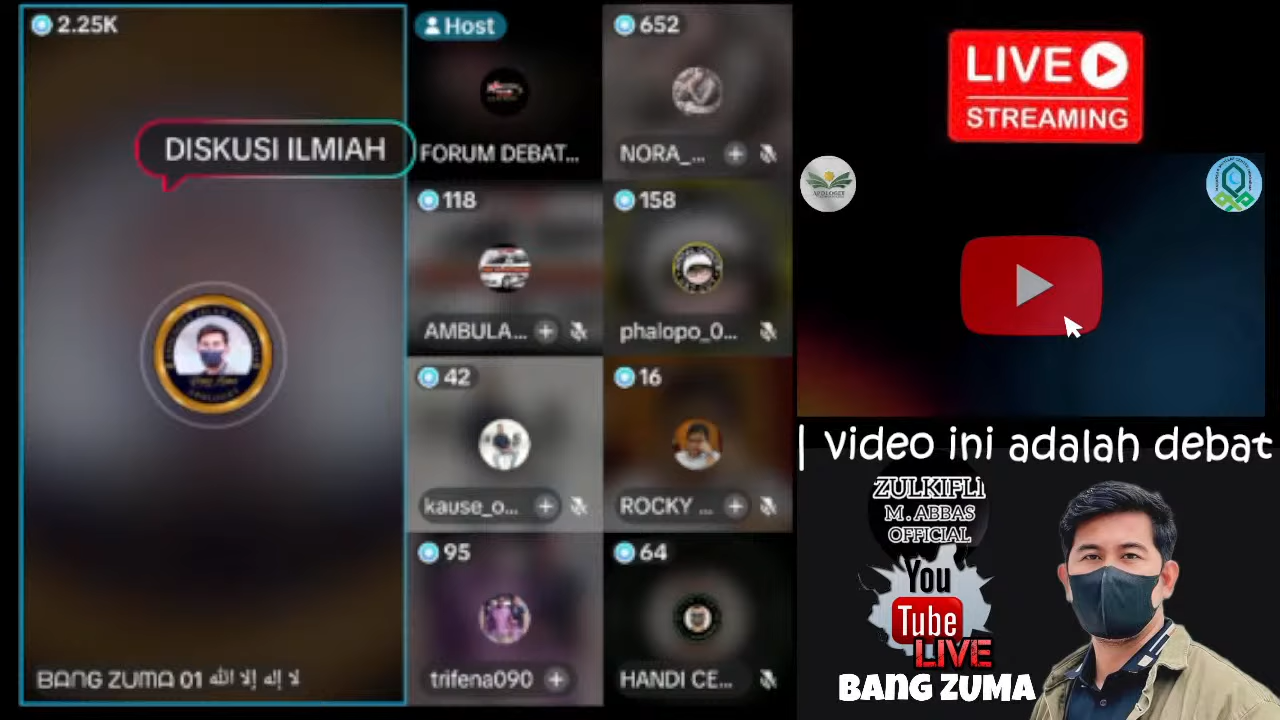 2.25K
DISKUSI ILMIAH
BANG ZUMA 01 لا إله إلا الله
Host
FORUM DEBAT...
652
NORA_...
118
AMBULA...
158
phalopo_0...
42
kause_o...
16
ROCKY ...
95
trifena090
64
HANDI CE...
LIVE
STREAMING
| video ini adalah debat
ZULKIFLI
M. ABBAS
OFFICIAL
You
Tube
LIVE
BANG ZUMA